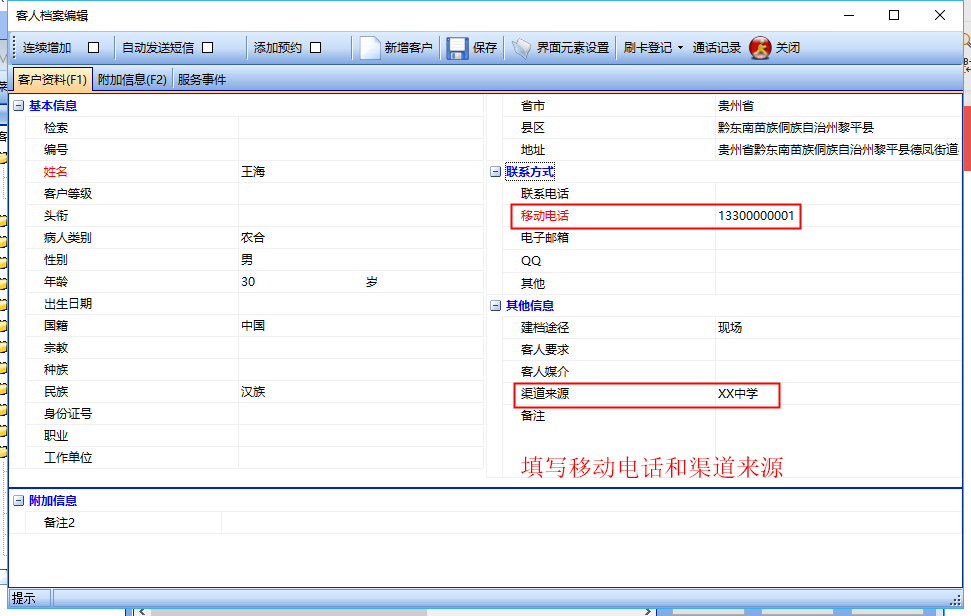 客人档案编辑
连续增加 自动发送短信 添加预约 新增客户 保存 界面元素设置 刷卡登记 通话记录 关闭
客户资料(F1) 附加信息(F2) 服务事件
基本信息
检索
编号
姓名 王海
客户等级
头衔
病人类别 农合
性别 男
年龄 30 岁
出生日期
国籍 中国
宗教
种族
民族 汉族
身份证号
职业
工作单位
省市 贵州省
县区 黔东南苗族侗族自治州黎平县
地址 贵州省黔东南苗族侗族自治州黎平县德凤街道
联系方式
联系电话
移动电话 13300000001
电子邮箱
QQ
其他
其他信息
建档途径 现场
客人要求
客人媒介
渠道来源 XX中学
备注
填写移动电话和渠道来源
附加信息
备注2
提示